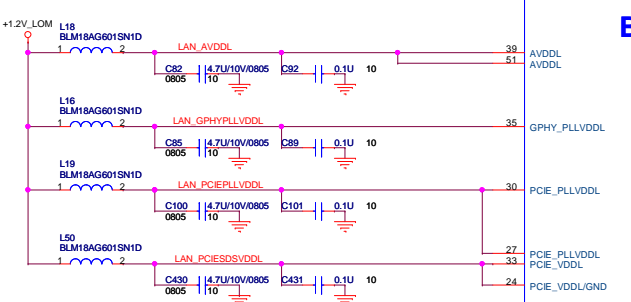 +1.2V_LOM
L18
BLM18AG601SN1D
1 2 LAN_AVDDL 39 AVDDL
51 AVDDL
C82 4.7U/10V/0805 C92 0.1U 10
0805 10
L16
BLM18AG601SN1D
1 2 LAN_GPHYPLLVDDL 35 GPHY_PLLVDDL
C85 4.7U/10V/0805 C89 0.1U 10
0805 10
L19
BLM18AG601SN1D
1 2 LAN_PCIEPLLVDDL 30 PCIE_PLLVDDL
C100 4.7U/10V/0805 C101 0.1U 10
0805 10
L50
BLM18AG601SN1D
27 PCIE_PLLVDDL
1 2 LAN_PCIESDSVDDL 33 PCIE_VDDL
C430 4.7U/10V/0805 C431 0.1U 10
0805 10
24 PCIE_VDDL/GND